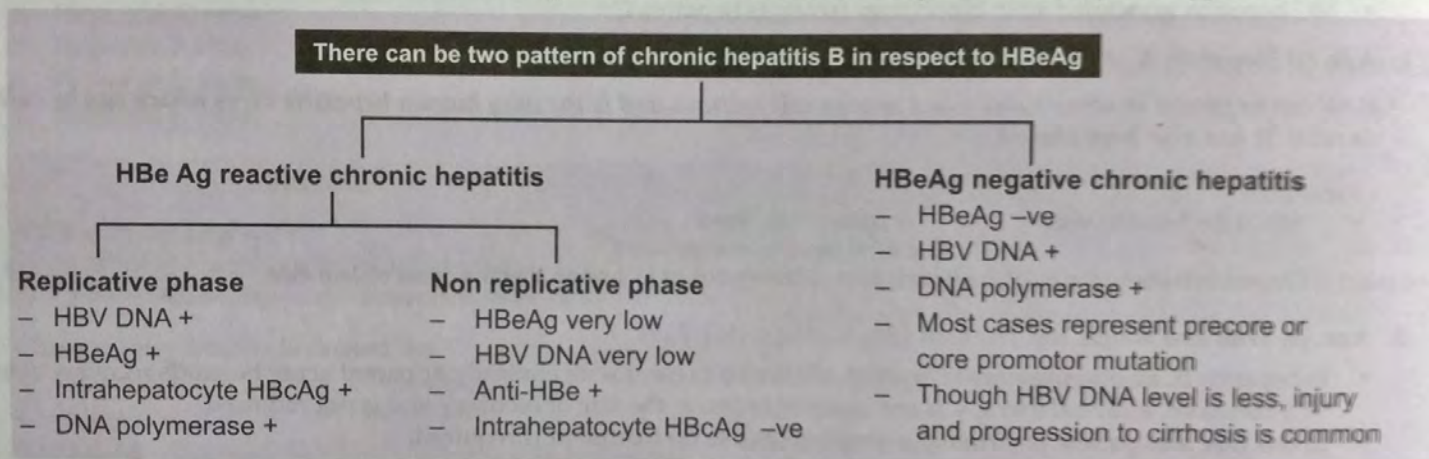 There can be two pattern of chronic hepatitis B in respect to HBeAg
HBe Ag reactive chronic hepatitis
Replicative phase
– HBV DNA +
– HBeAg +
– Intrahepatocyte HBcAg +
– DNA polymerase +
Non replicative phase
– HBeAg very low
– HBV DNA very low
– Anti-HBe +
– Intrahepatocyte HBcAg –ve
HBeAg negative chronic hepatitis
– HBeAg –ve
– HBV DNA +
– DNA polymerase +
– Most cases represent precore or
core promotor mutation
– Though HBV DNA level is less, injury
and progression to cirrhosis is common